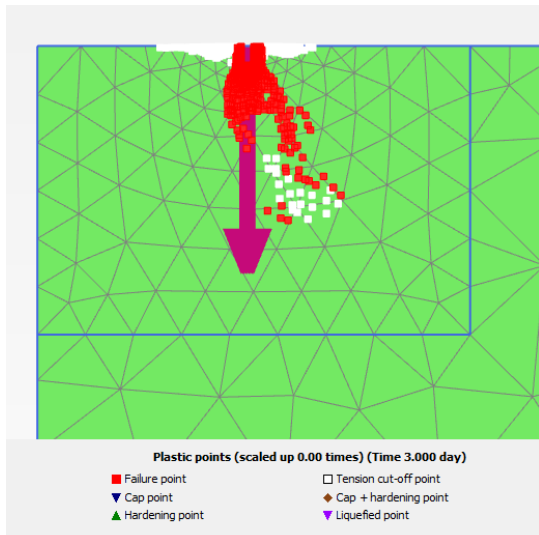 Plastic points (scaled up 0.00 times) (Time 3.000 day)
Failure point
Tension cut-off point
Cap point
Cap + hardening point
Hardening point
Liquefied point